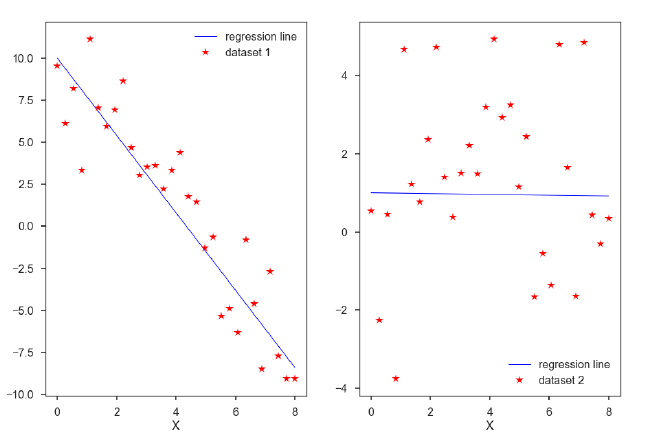 regression line
dataset 1
10.0
7.5
5.0
2.5
0.0
−2.5
−5.0
−7.5
−10.0
0 2 4 6 8
X
4
2
0
−2
−4
regression line
dataset 2
0 2 4 6 8
X